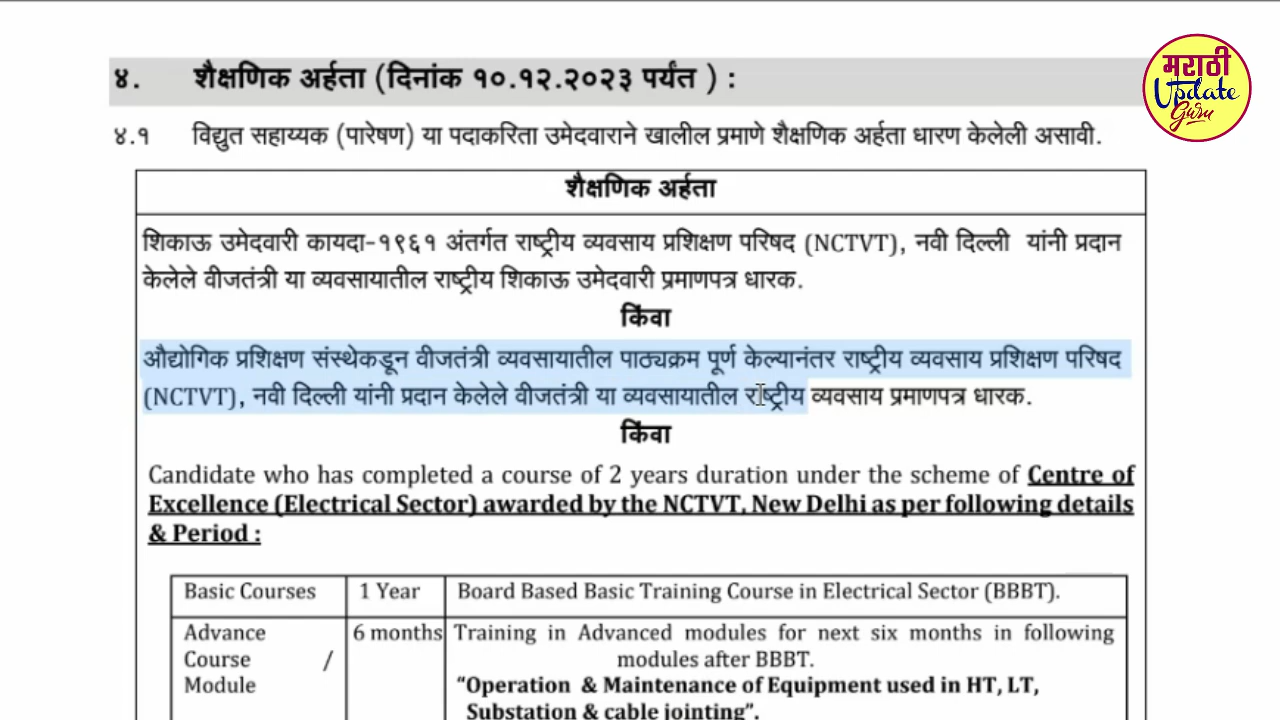 मराठी
Update
Guru
४. शैक्षणिक अर्हता (दिनांक १०.१२.२०२३ पर्यंत ) :
४.१ विद्युत सहाय्यक (पारेषण) या पदाकरिता उमेदवाराने खालील प्रमाणे शैक्षणिक अर्हता धारण केलेली असावी.
शैक्षणिक अर्हता
शिकाऊ उमेदवारी कायदा-१९६१ अंतर्गत राष्ट्रीय व्यवसाय प्रशिक्षण परिषद (NCTVT), नवी दिल्ली यांनी प्रदान
केलेले वीजतंत्री या व्यवसायातील राष्ट्रीय शिकाऊ उमेदवारी प्रमाणपत्र धारक.
किंवा
औद्योगिक प्रशिक्षण संस्थेकडून वीजतंत्री व्यवसायातील पाठ्यक्रम पूर्ण केल्यानंतर राष्ट्रीय व्यवसाय प्रशिक्षण परिषद
(NCTVT), नवी दिल्ली यांनी प्रदान केलेले वीजतंत्री या व्यवसायातील राष्ट्रीय व्यवसाय प्रमाणपत्र धारक.
किंवा
Candidate who has completed a course of 2 years duration under the scheme of Centre of
Excellence (Electrical Sector) awarded by the NCTVT, New Delhi as per following details
& Period :
Basic Courses 1 Year Board Based Basic Training Course in Electrical Sector (BBBT).
Advance 6 months Training in Advanced modules for next six months in following
Course / modules after BBBT.
Module “Operation & Maintenance of Equipment used in HT, LT,
Substation & cable jointing”.